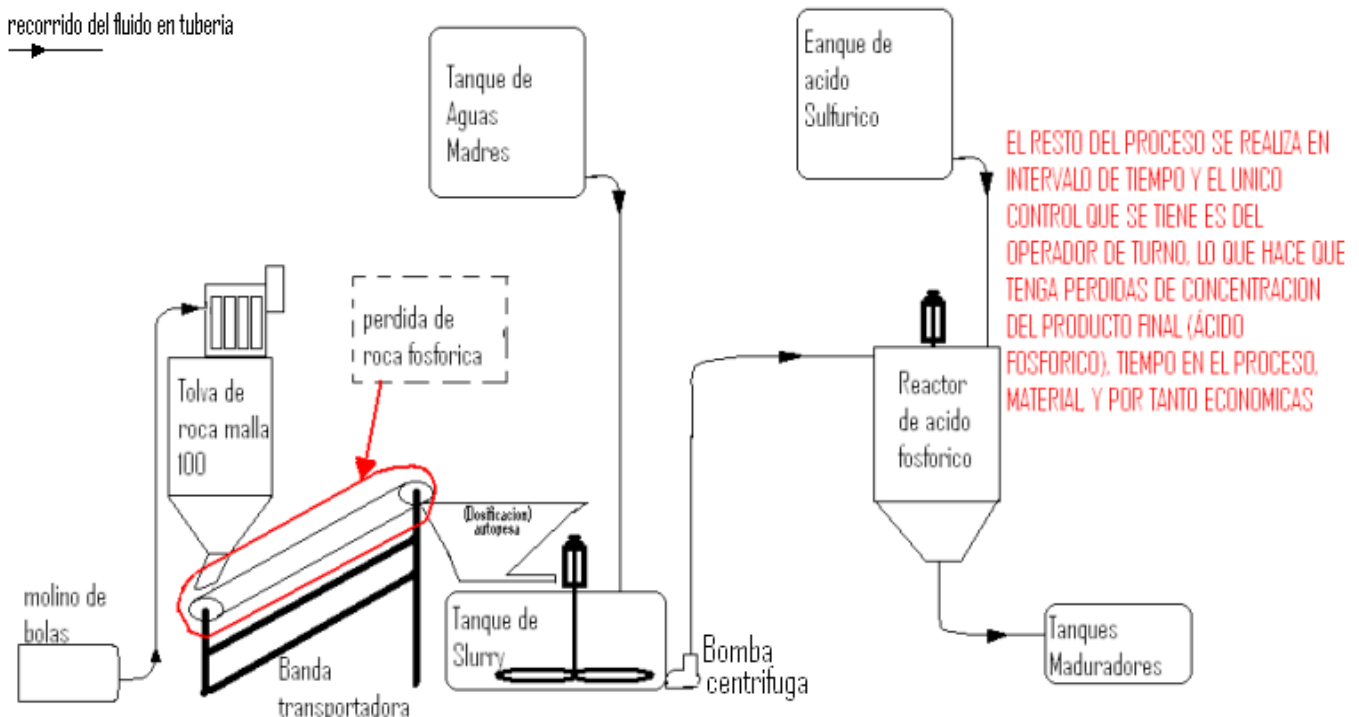 recorrido del fluido en tuberia
Tanque de
Aguas
Madres
Eanque de
acido
Sulfurico
EL RESTO DEL PROCESO SE REALIZA EN
INTERVALO DE TIEMPO Y EL UNICO
CONTROL QUE SE TIENE ES DEL
OPERADOR DE TURNO, LO QUE HACE QUE
TENGA PERDIDAS DE CONCENTRACION
DEL PRODUCTO FINAL (ÁCIDO
FOSFORICO), TIEMPO EN EL PROCESO,
MATERIAL Y POR TANTO ECONOMICAS
perdida de
roca fosforica
Tolva de
roca malla
100
Reactor
de acido
fosforico
(Dosificacion)
autopesa
molino de
bolas
Banda
transportadora
Tanque de
Slurry
Bomba
centrifuga
Tanques
Maduradores